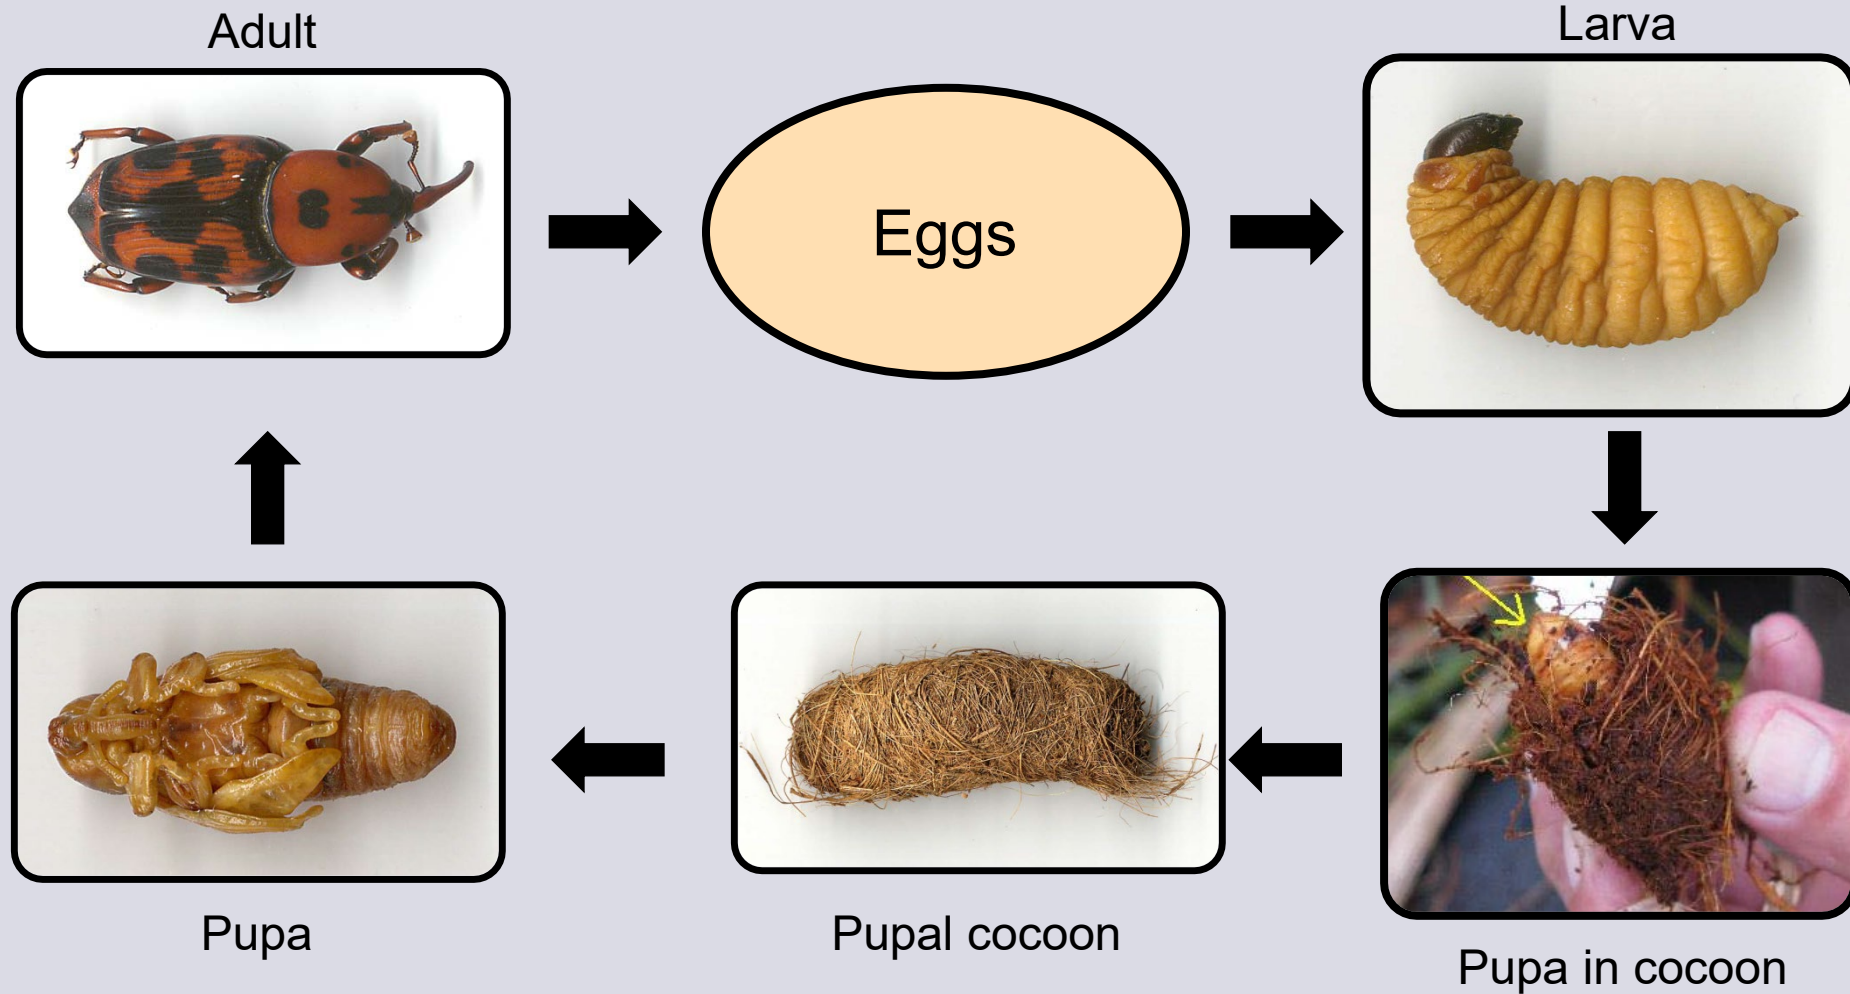 Adult
Larva
Eggs
Pupa
Pupal cocoon
Pupa in cocoon